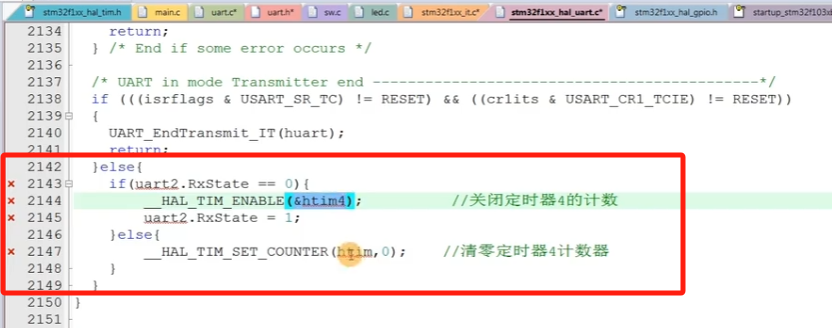 stm32f1xx_hal_tim.h main.c uart.c* uart.h* sw.c led.c stm32f1xx_it.c* stm32f1xx_hal_uart.c* stm32f1xx_hal_gpio.h startup_stm32f103x
2134 return;
2135 } /* End if some error occurs */
2136
2137 /* UART in mode Transmitter end --------------------------------------------*/
2138 if (((isrflags & USART_SR_TC) != RESET) && ((cr1its & USART_CR1_TCIE) != RESET))
2139 {
2140 UART_EndTransmit_IT(huart);
2141 return;
2142 }else{
2143 if(uart2.RxState == 0){
2144 __HAL_TIM_ENABLE(&htim4); //关闭定时器4的计数
2145 uart2.RxState = 1;
2146 }else{
2147 __HAL_TIM_SET_COUNTER(htim,0); //清零定时器4计数器
2148 }
2149 }
2150 }
2151